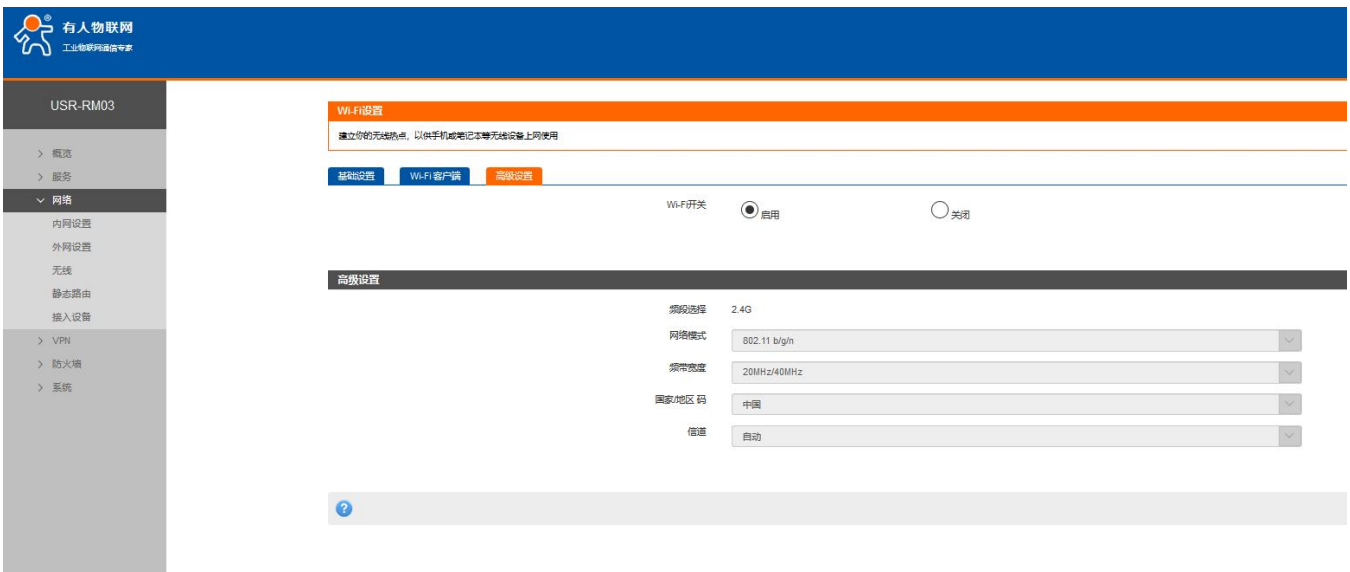 有人物联网
工业物联网通信专家
USR-RM03
概览
服务
网络
内网设置
外网设置
无线
静态路由
接入设备
VPN
防火墙
系统
Wi-Fi设置
建立你的无线热点，以供手机或笔记本等无线设备上网使用
基础设置 Wi-Fi 客户端 高级设置
Wi-Fi开关 启用 关闭
高级设置
频段选择 2.4G
网络模式 802.11 b/g/n
频带宽度 20MHz/40MHz
国家/地区 码 中国
信道 自动